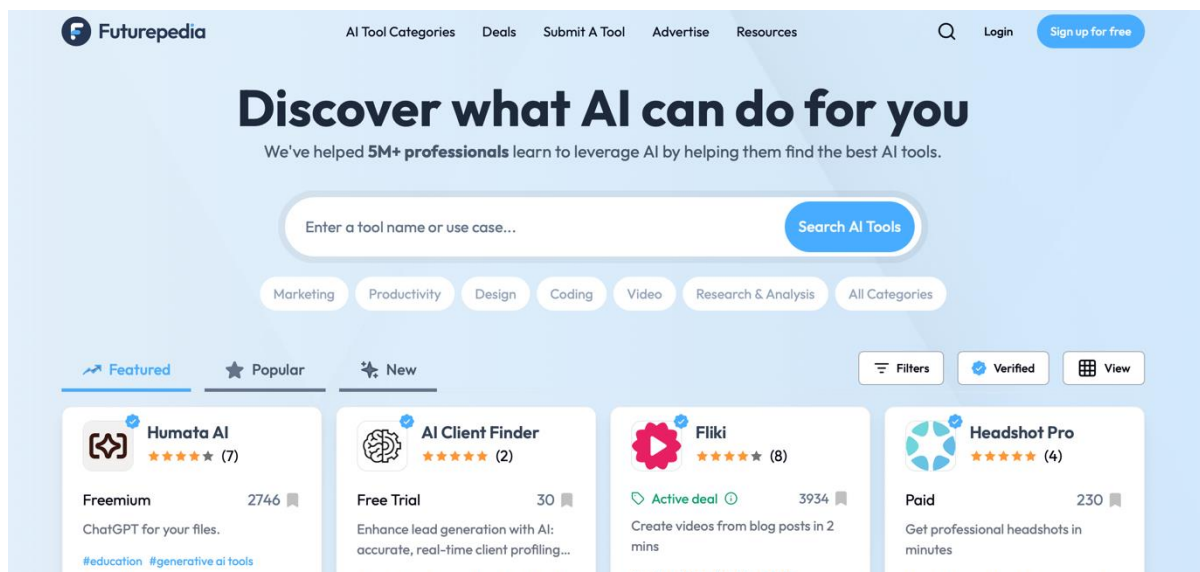 Futurepedia
AI Tool Categories Deals Submit A Tool Advertise Resources
Login Sign up for free
Discover what AI can do for you
We've helped 5M+ professionals learn to leverage AI by helping them find the best AI tools.
Enter a tool name or use case... Search AI Tools
Marketing Productivity Design Coding Video Research & Analysis All Categories
Featured Popular New
Filters Verified View
Humata AI
(7)
Freemium 2746
ChatGPT for your files.
#education #generative ai tools
AI Client Finder
(2)
Free Trial 30
Enhance lead generation with AI:
accurate, real-time client profiling...
Fliki
(8)
Active deal 3934
Create videos from blog posts in 2
mins
Headshot Pro
(4)
Paid 230
Get professional headshots in
minutes